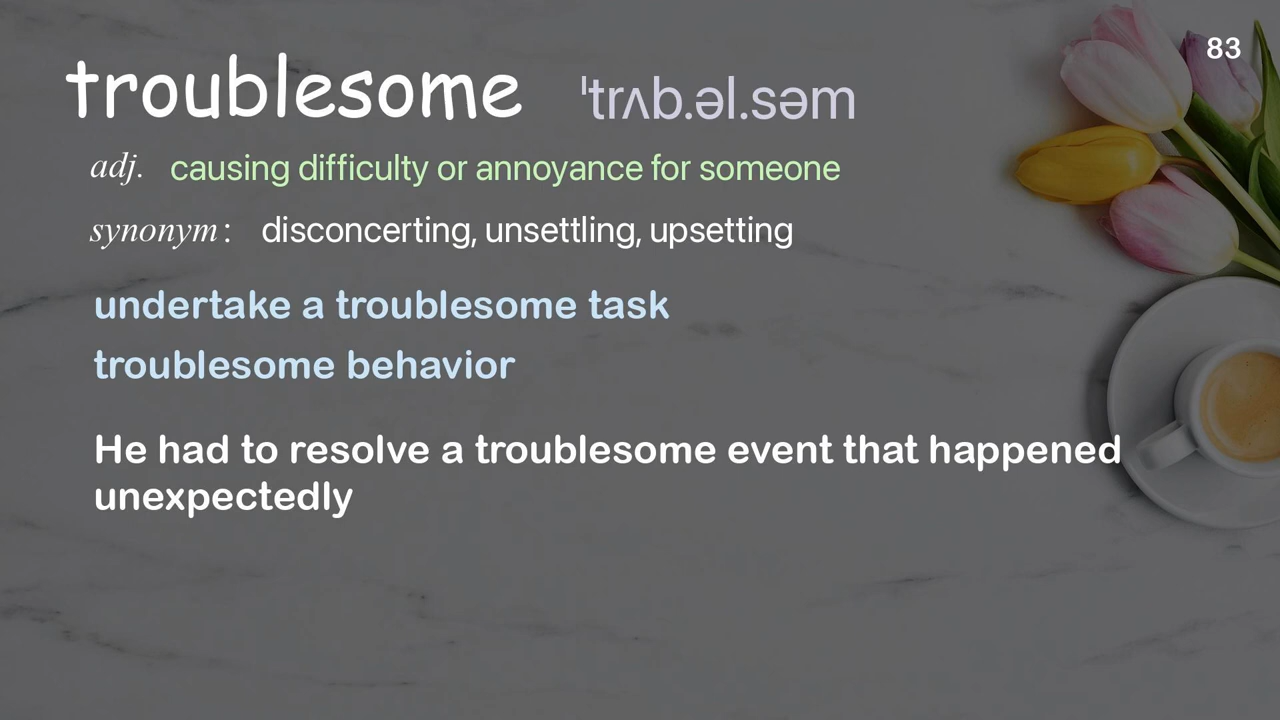 83
troublesome ˈtrʌb.əl.səm
adj. causing difficulty or annoyance for someone
synonym: disconcerting, unsettling, upsetting
undertake a troublesome task
troublesome behavior
He had to resolve a troublesome event that happened
unexpectedly